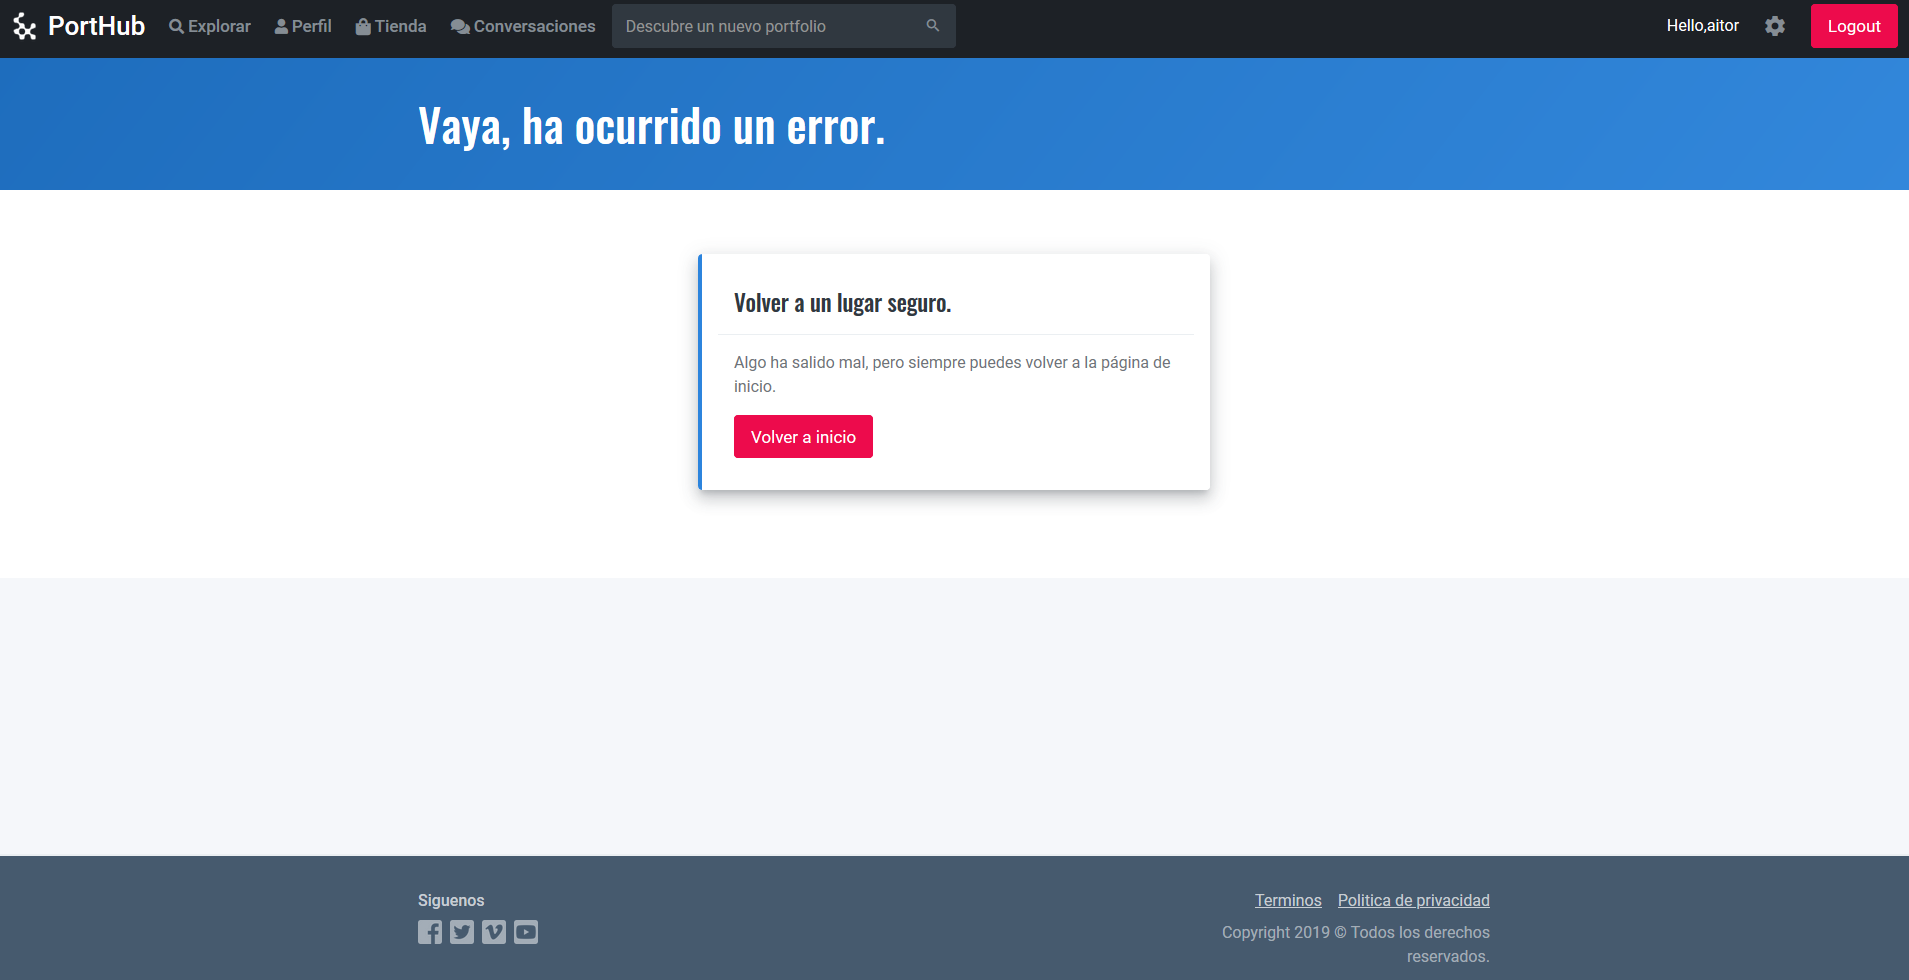 PortHub Explorar Perfil Tienda Conversaciones Descubre un nuevo portfolio Hello,aitor Logout
Vaya, ha ocurrido un error.
Volver a un lugar seguro.
Algo ha salido mal, pero siempre puedes volver a la página de
inicio.
Volver a inicio
Siguenos
Terminos Politica de privacidad
Copyright 2019 © Todos los derechos
reservados.